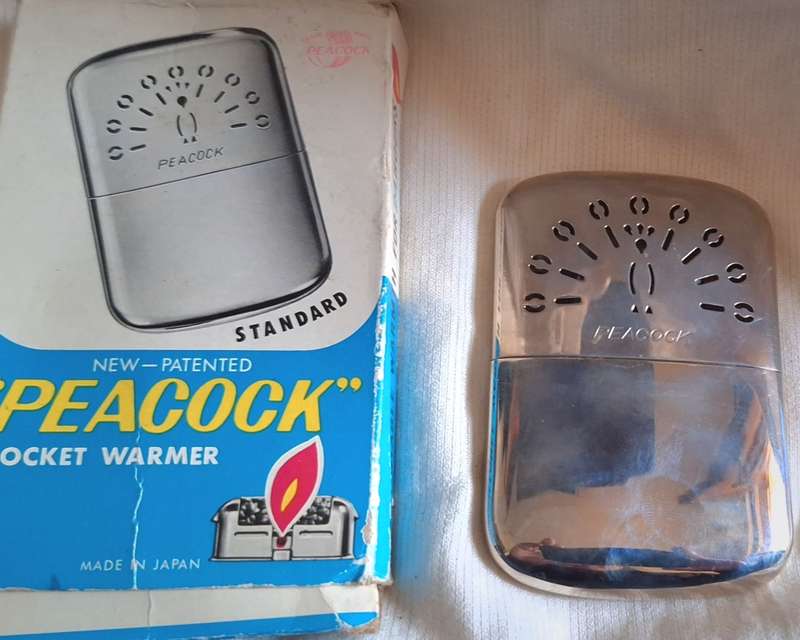 PEACOCK
PEACOCK
STANDARD
NEW—PATENTED
"PEACOCK"
OCKET WARMER
MADE IN JAPAN
PEACOCK